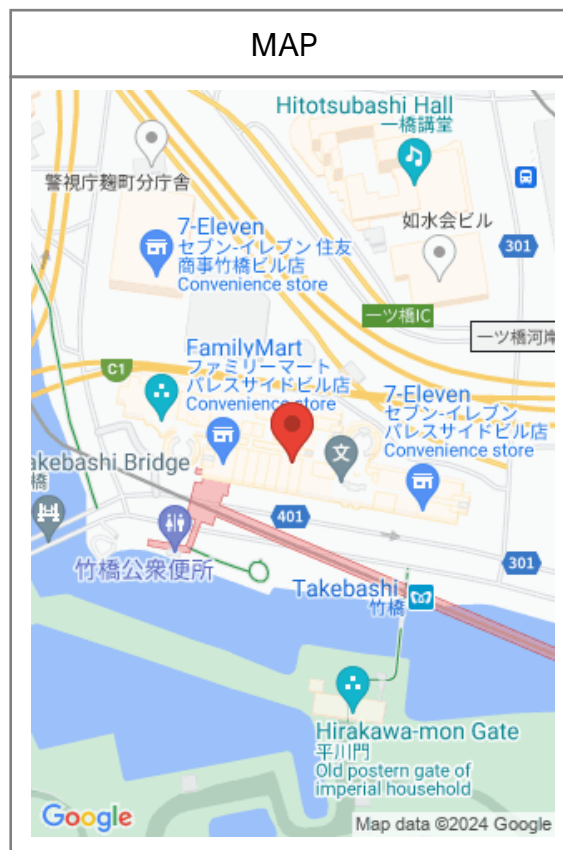 MAP
Hitotsubashi Hall
一橋講堂
警視庁麹町分庁舎
如水会ビル
7-Eleven
セブン-イレブン 住友
商事竹橋ビル店
Convenience store
301
一ツ橋IC
一ツ橋河岸
C1
FamilyMart
ファミリーマート
パレスサイドビル店
Convenience store
7-Eleven
セブン-イレブン
パレスサイドビル店
Convenience store
akebashi Bridge
橋
401
竹橋公衆便所
301
Takebashi
竹橋
Hirakawa-mon Gate
平川門
Old postern gate of
imperial household
Google
Map data ©2024 Google